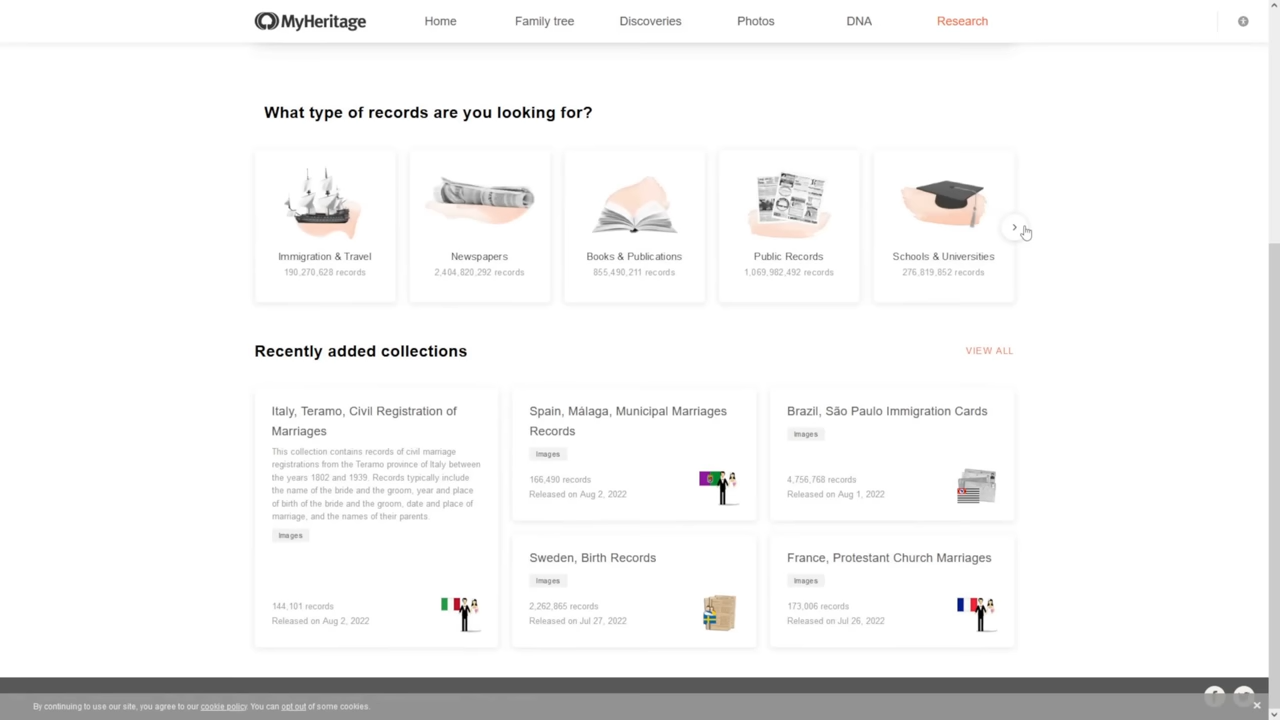 MyHeritage
Home
Family tree
Discoveries
Photos
DNA
Research
What type of records are you looking for?
Immigration & Travel
190,270,628 records
Newspapers
2,404,820,292 records
Books & Publications
855,490,211 records
Public Records
1,069,982,492 records
Schools & Universities
276,819,852 records
Recently added collections
VIEW ALL
Italy, Teramo, Civil Registration of
Marriages
This collection contains records of civil marriage
registrations from the Teramo province of Italy between
the years 1802 and 1939. Records typically include
the name of the bride and the groom, year and place
of birth of the bride and the groom, date and place of
marriage, and the names of their parents
Images
144,101 records
Released on Aug 2, 2022
Spain, Málaga, Municipal Marriages
Records
Images
166,490 records
Released on Aug 2, 2022
Brazil, São Paulo Immigration Cards
Images
4,756,768 records
Released on Aug 1, 2022
Sweden, Birth Records
Images
2,262,865 records
Released on Jul 27, 2022
France, Protestant Church Marriages
Images
173,006 records
Released on Jul 26, 2022
By continuing to use our site, you agree to our cookie policy. You can opt out of some cookies.